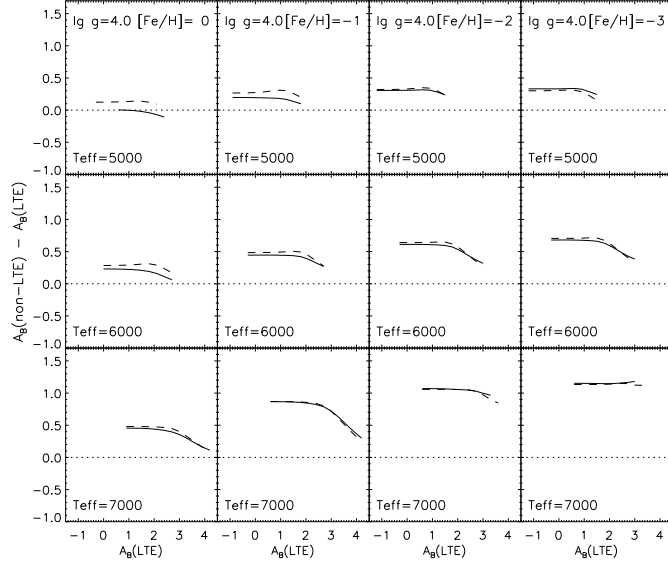 lg g=4.0 [Fe/H]= 0
lg g=4.0 [Fe/H]=−1
lg g=4.0 [Fe/H]=−2
lg g=4.0 [Fe/H]=−3
1.5
1.0
0.5
0.0
−0.5
−1.0
Teff=5000
Teff=5000
Teff=5000
Teff=5000
A_B(non−LTE) − A_B(LTE)
1.5
1.0
0.5
0.0
−0.5
−1.0
Teff=6000
Teff=6000
Teff=6000
Teff=6000
1.5
1.0
0.5
0.0
−0.5
−1.0
Teff=7000
Teff=7000
Teff=7000
Teff=7000
−1 0 1 2 3 4
−1 0 1 2 3 4
−1 0 1 2 3 4
−1 0 1 2 3 4
A_B(LTE)
A_B(LTE)
A_B(LTE)
A_B(LTE)